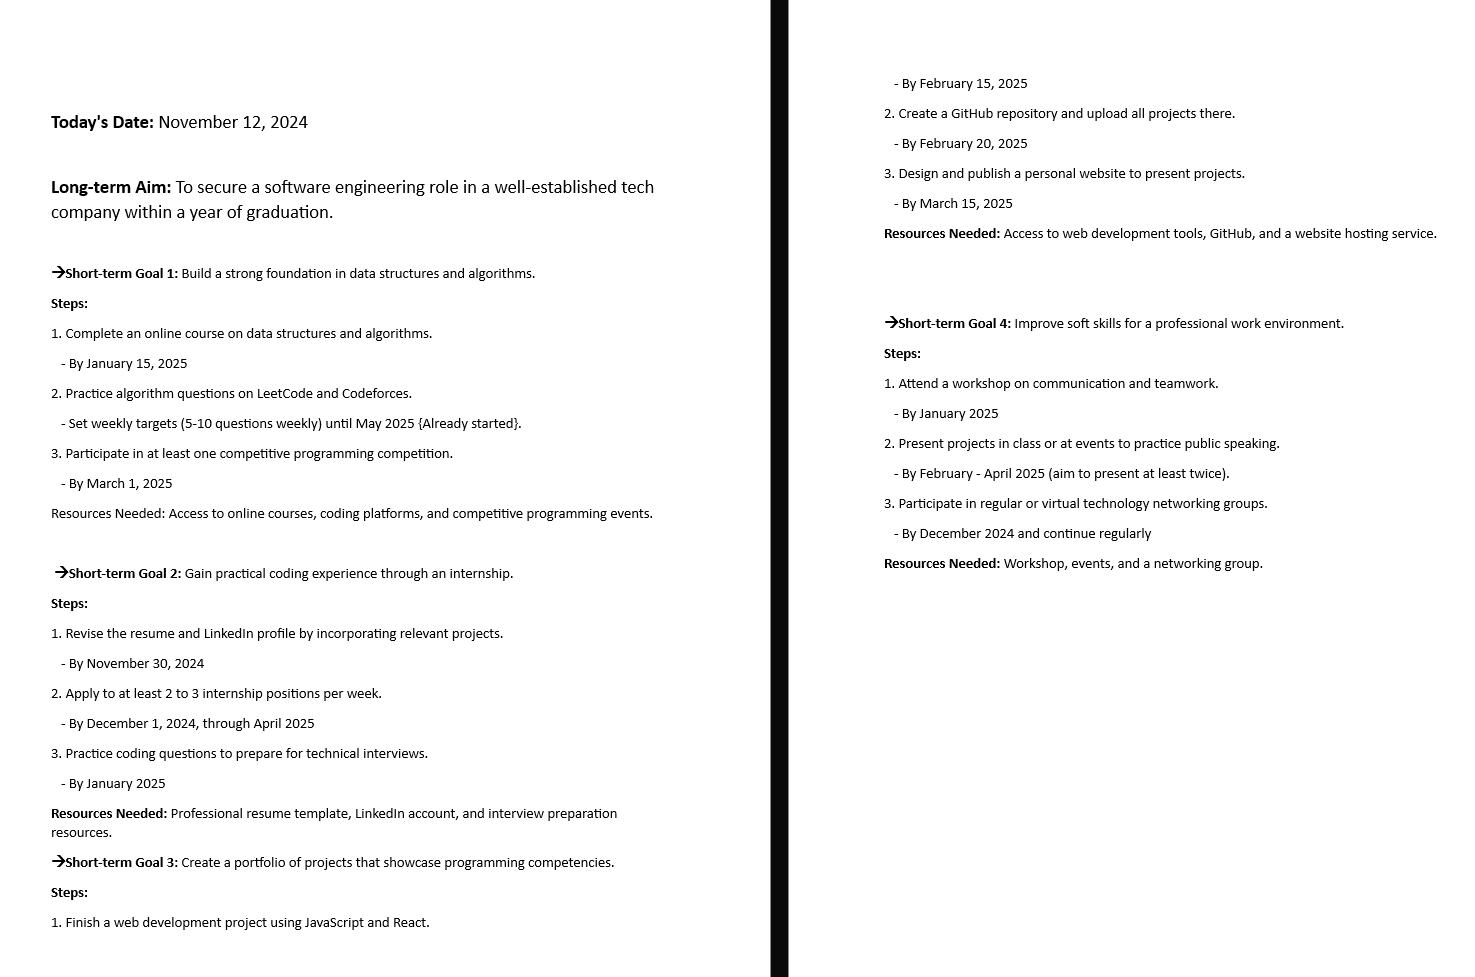 Today's Date: November 12, 2024
Long-term Aim: To secure a software engineering role in a well-established tech
company within a year of graduation.
→Short-term Goal 1: Build a strong foundation in data structures and algorithms.
Steps:
1. Complete an online course on data structures and algorithms.
- By January 15, 2025
2. Practice algorithm questions on LeetCode and Codeforces.
- Set weekly targets (5-10 questions weekly) until May 2025 {Already started}.
3. Participate in at least one competitive programming competition.
- By March 1, 2025
Resources Needed: Access to online courses, coding platforms, and competitive programming events.
→Short-term Goal 2: Gain practical coding experience through an internship.
Steps:
1. Revise the resume and LinkedIn profile by incorporating relevant projects.
- By November 30, 2024
2. Apply to at least 2 to 3 internship positions per week.
- By December 1, 2024, through April 2025
3. Practice coding questions to prepare for technical interviews.
- By January 2025
Resources Needed: Professional resume template, LinkedIn account, and interview preparation
resources.
→Short-term Goal 3: Create a portfolio of projects that showcase programming competencies.
Steps:
1. Finish a web development project using JavaScript and React.
- By February 15, 2025
2. Create a GitHub repository and upload all projects there.
- By February 20, 2025
3. Design and publish a personal website to present projects.
- By March 15, 2025
Resources Needed: Access to web development tools, GitHub, and a website hosting service.
→Short-term Goal 4: Improve soft skills for a professional work environment.
Steps:
1. Attend a workshop on communication and teamwork.
- By January 2025
2. Present projects in class or at events to practice public speaking.
- By February - April 2025 (aim to present at least twice).
3. Participate in regular or virtual technology networking groups.
- By December 2024 and continue regularly
Resources Needed: Workshop, events, and a networking group.